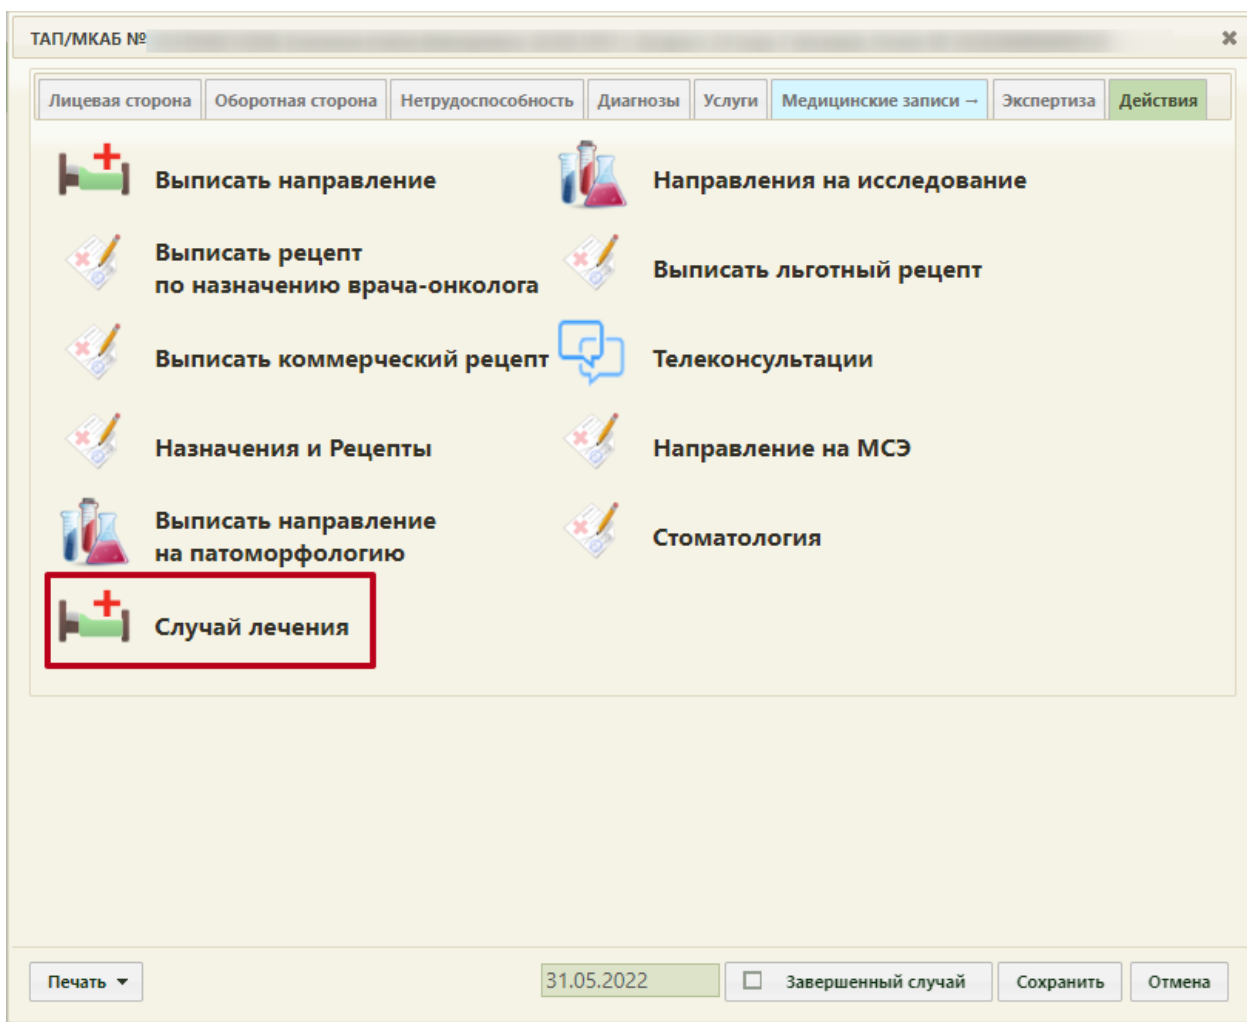 ТАП/МКАБ №
Лицевая сторона Оборотная сторона Нетрудоспособность Диагнозы Услуги Медицинские записи → Экспертиза Действия
Выписать направление Направления на исследование
Выписать рецепт
по назначению врача-онколога
Выписать льготный рецепт
Выписать коммерческий рецепт Телеконсультации
Назначения и Рецепты Направление на МСЭ
Выписать направление
на патоморфологию
Стоматология
Случай лечения
Печать 31.05.2022 Завершенный случай Сохранить Отмена